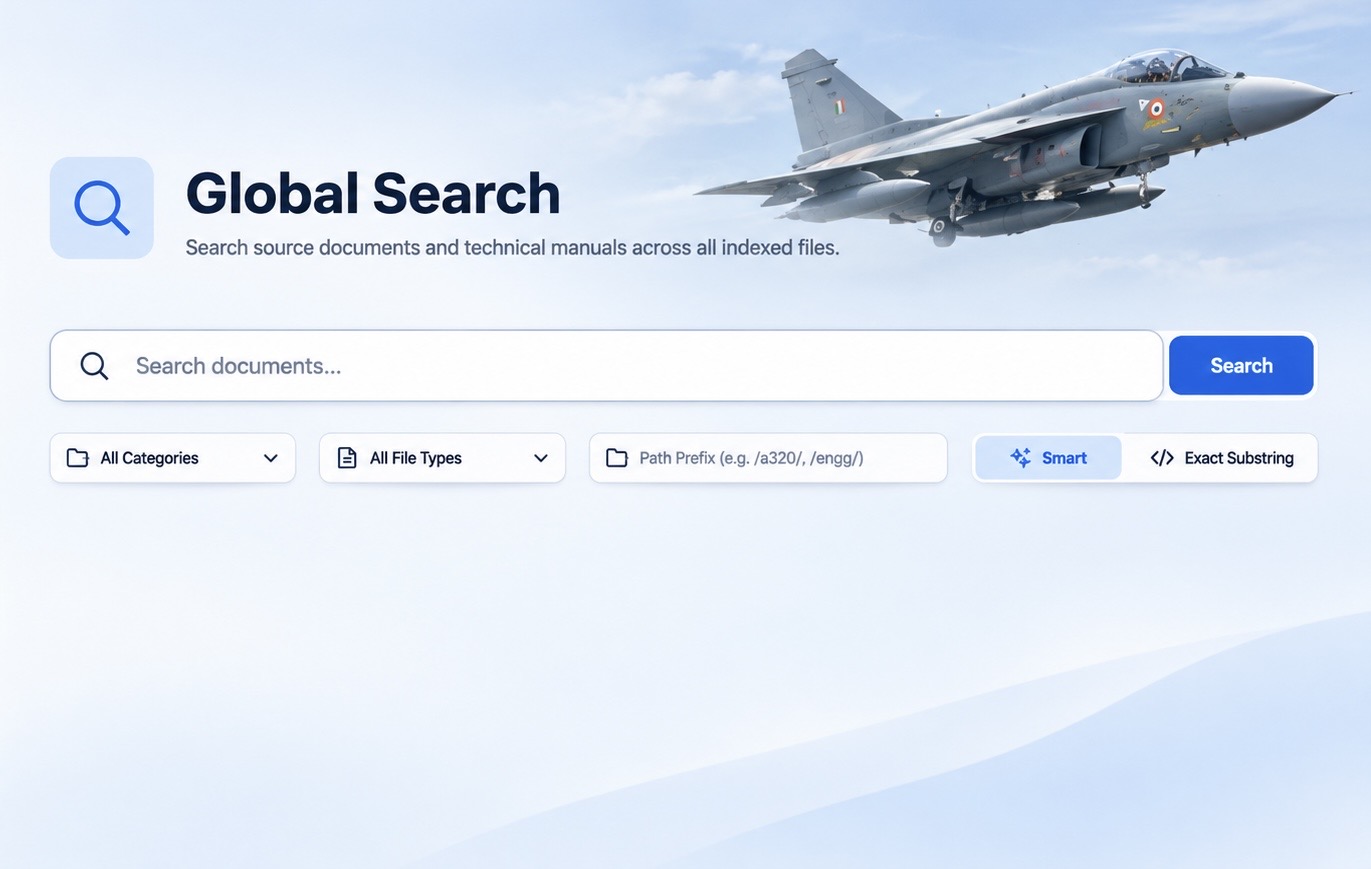 Global Search
Search source documents and technical manuals across all indexed files.
Search documents...
Search
All Categories
All File Types
Path Prefix (e.g. /a320/, /engg/)
Smart
Exact Substring